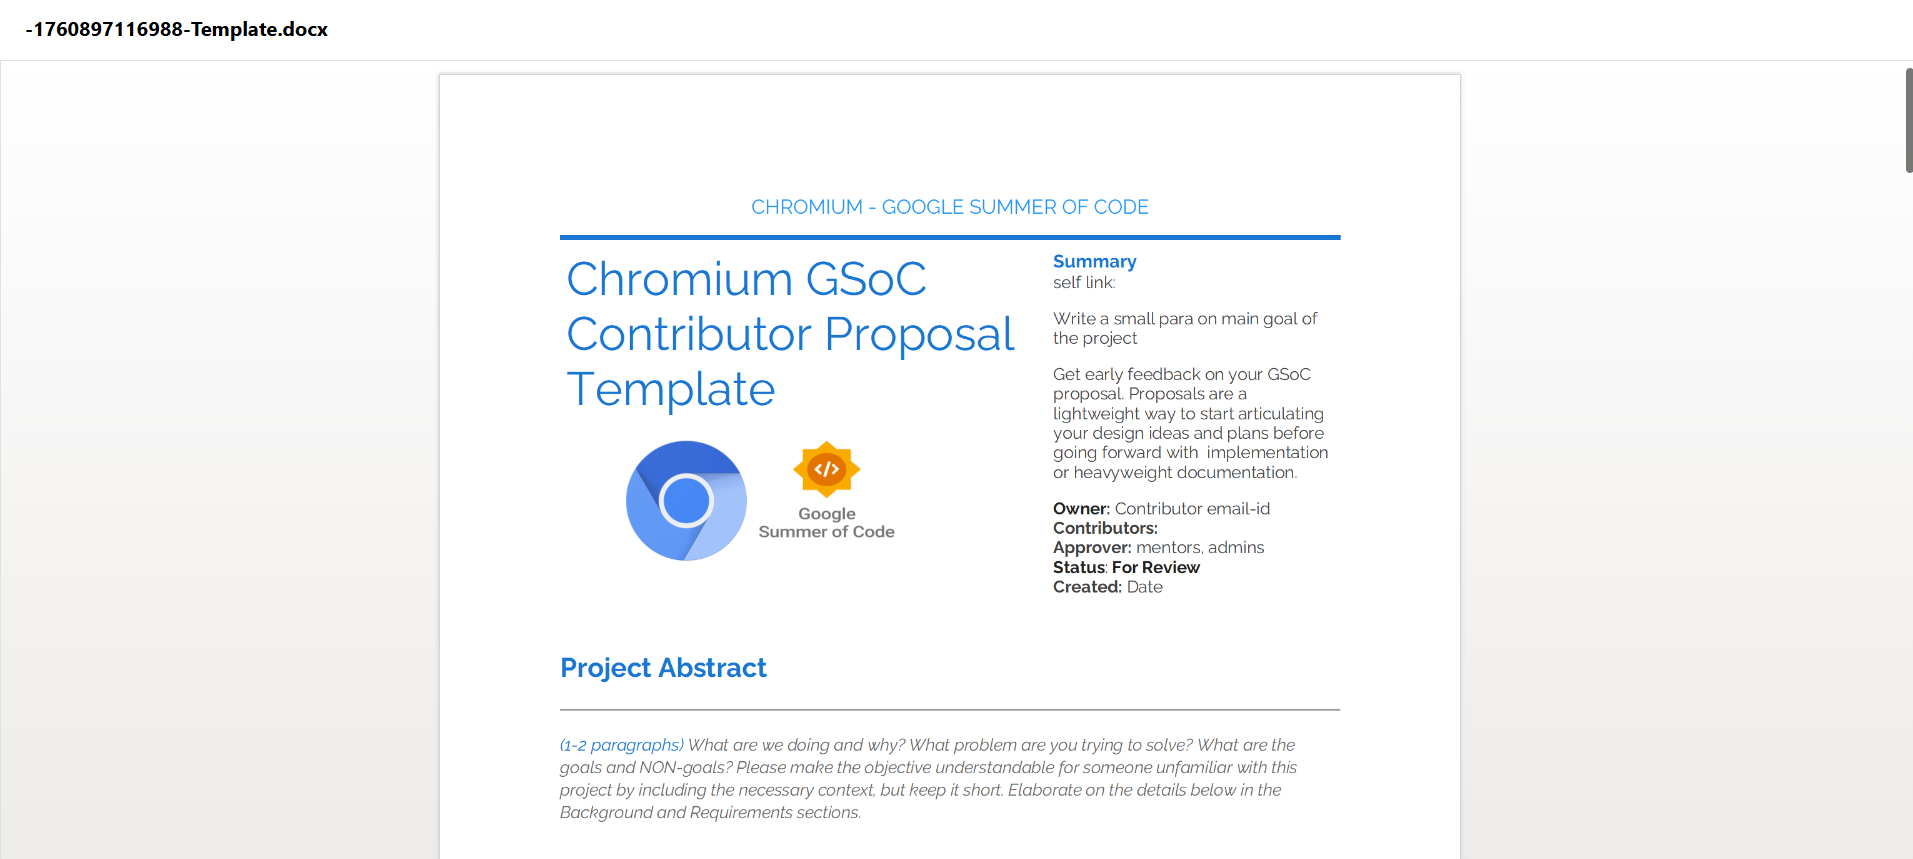 -1760897116988-Template.docx
CHROMIUM - GOOGLE SUMMER OF CODE
Chromium GSoC
Contributor Proposal
Template
</>
Google
Summer of Code
Summary
self link:
Write a small para on main goal of
the project
Get early feedback on your GSoC
proposal. Proposals are a
lightweight way to start articulating
your design ideas and plans before
going forward with  implementation
or heavyweight documentation.
Owner: Contributor email-id
Contributors:
Approver: mentors, admins
Status: For Review
Created: Date
Project Abstract
(1-2 paragraphs) What are we doing and why? What problem are you trying to solve? What are the
goals and NON-goals? Please make the objective understandable for someone unfamiliar with this
project by including the necessary context, but keep it short. Elaborate on the details below in the
Background and Requirements sections.